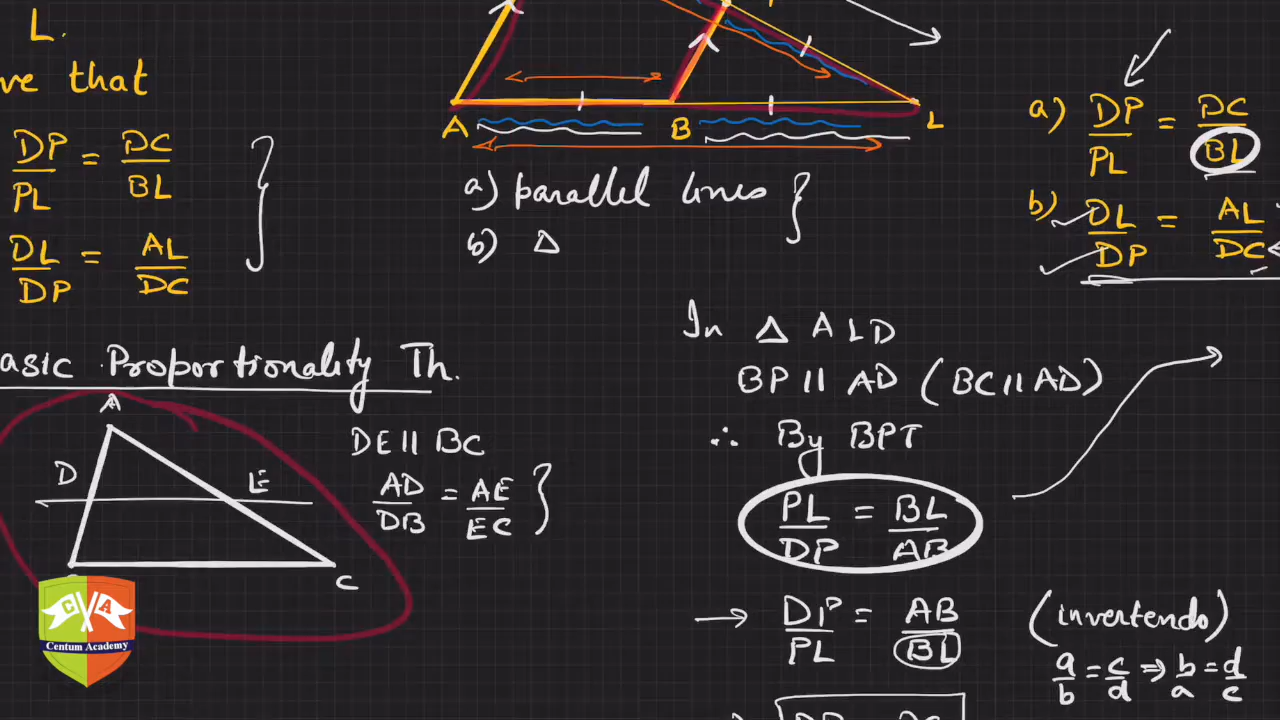 L.
ve that
DP/PL = DC/BL
DL/DP = AL/DC
A B L
a) parallel lines
b) Δ
a) DP/PL = DC/BL
b) DL/DP = AL/DC
asic Proportionality Th.
A
D E
C
DE || BC
AD/DB = AE/EC
In Δ ALD
BP || AD (BC || AD)
∴ By BPT
PL/DP = BL/AB
→ DP/PL = AB/BL (invertendo)
a/b = c/d ⇒ b/a = d/c
C A
Centum Academy